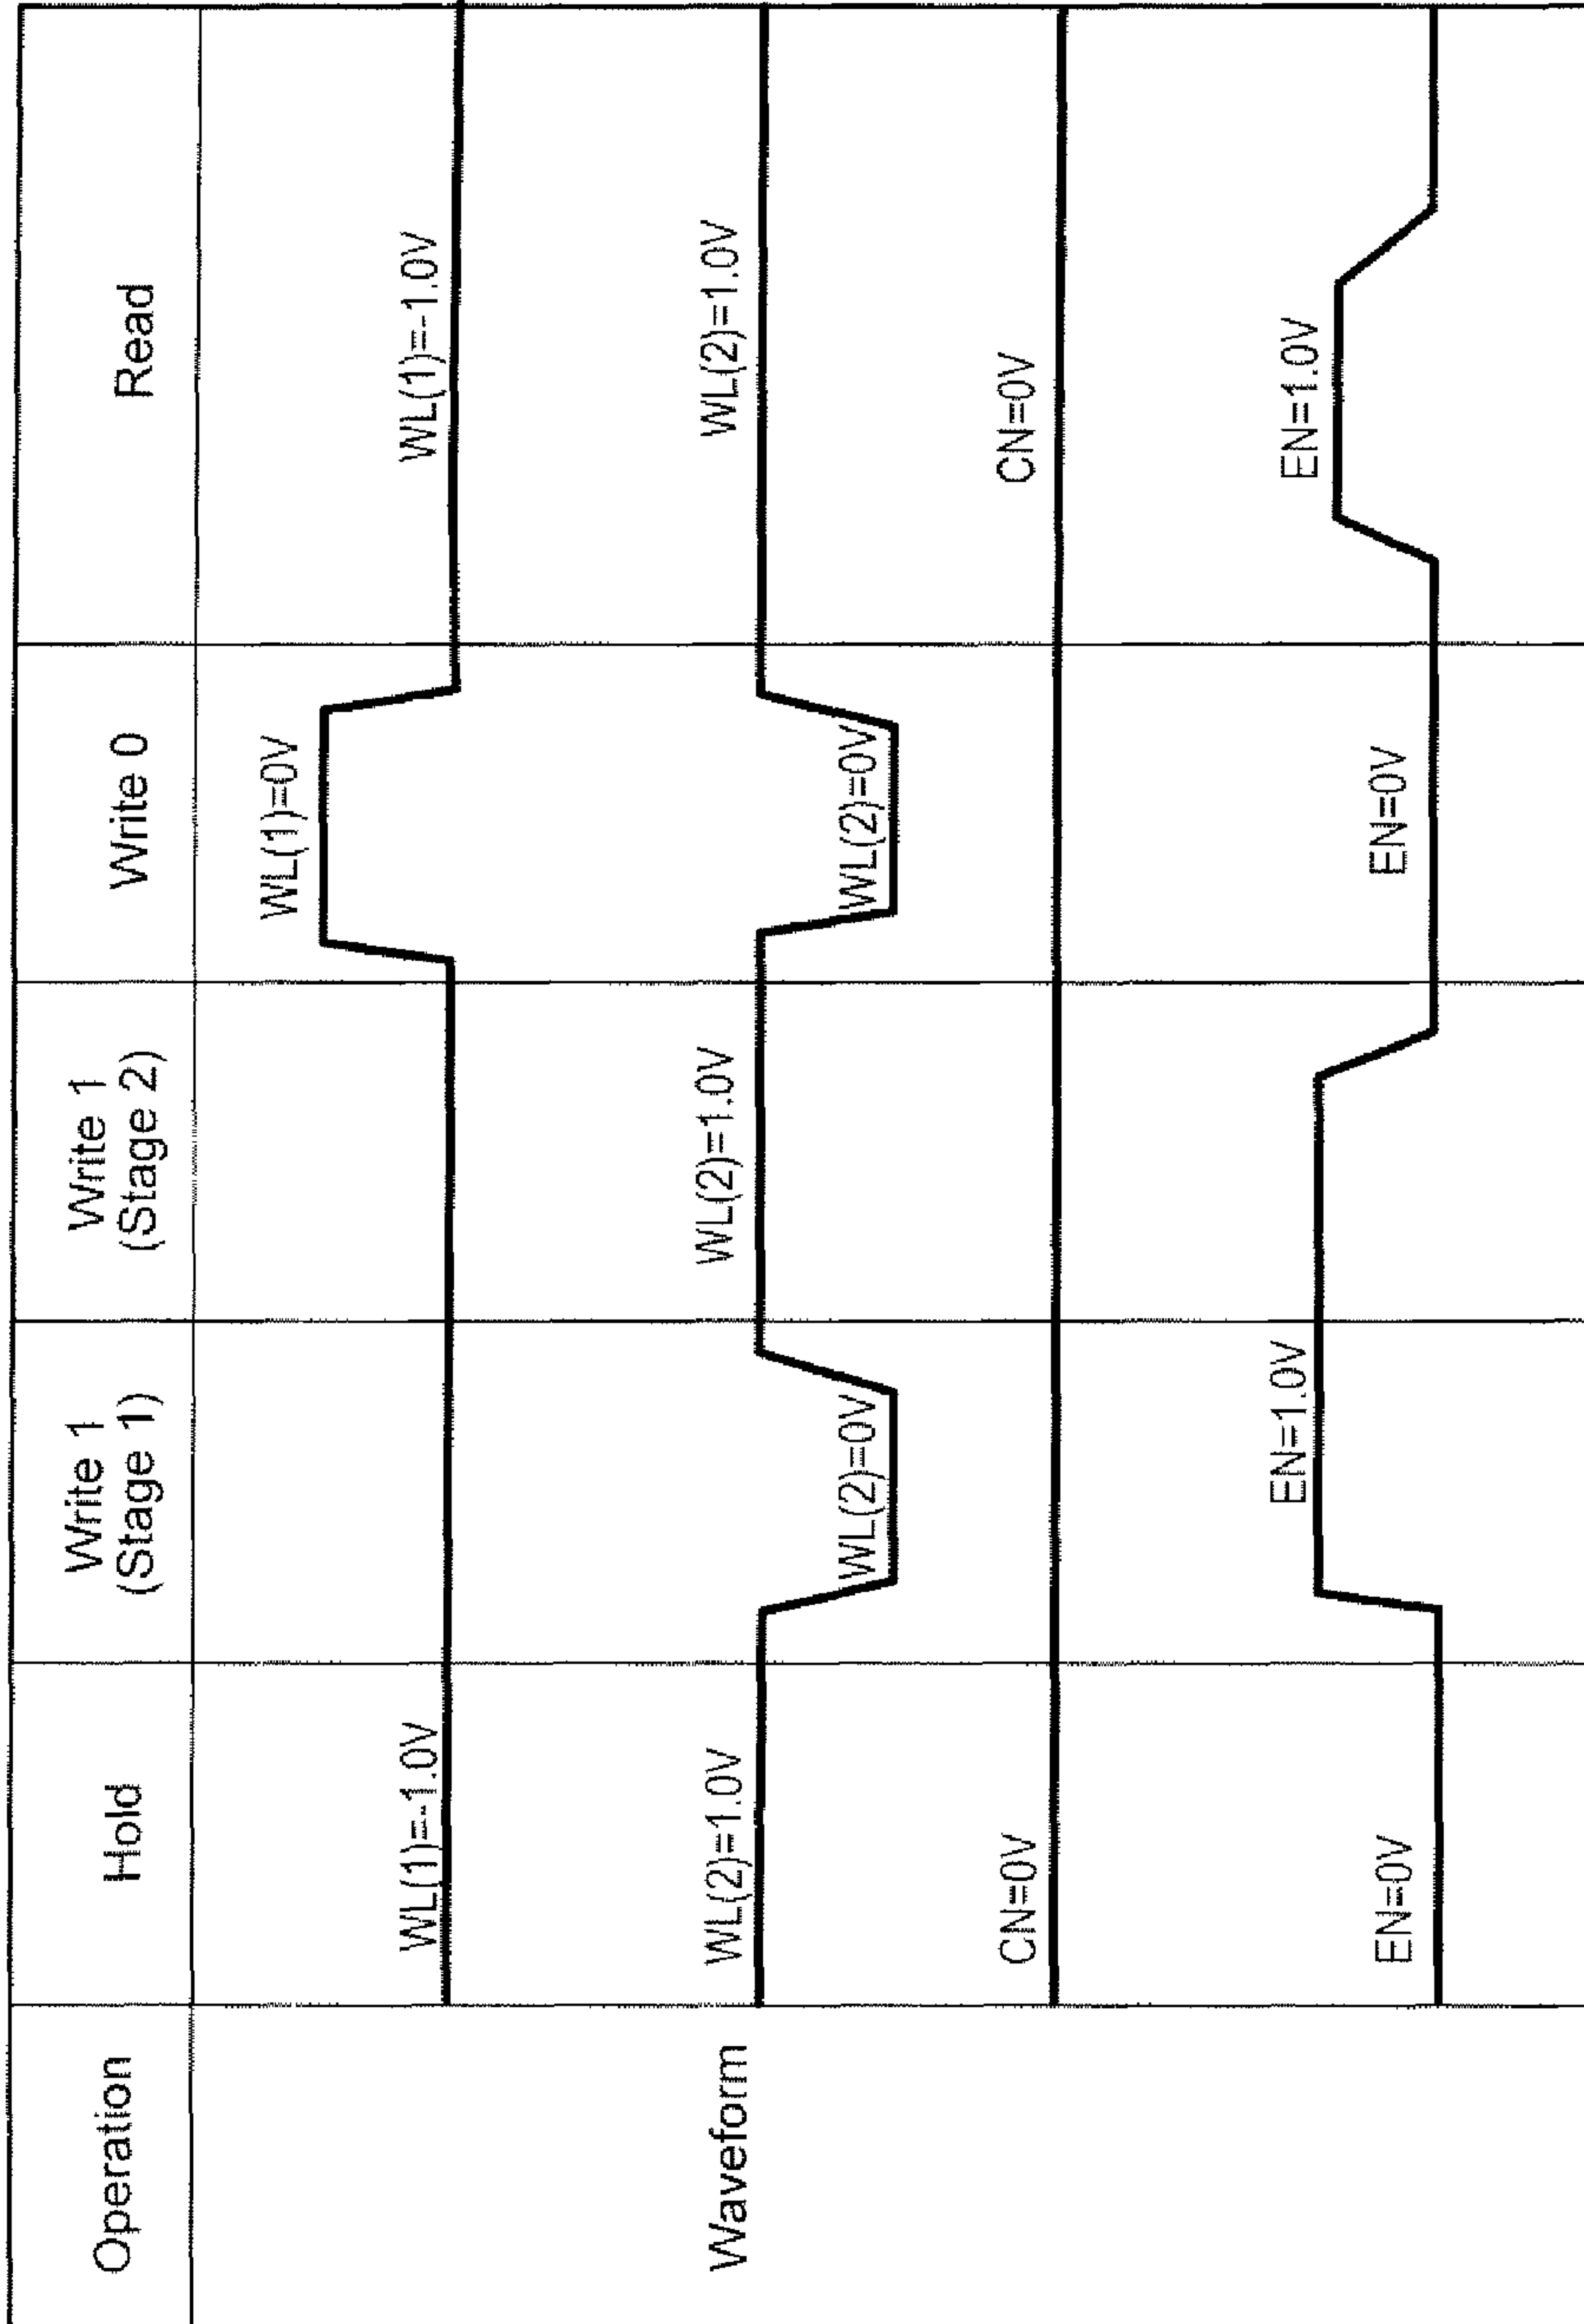 Operation
Hold
Write 1
(Stage 1)
Write 1
(Stage 2)
Write 0
Read
Waveform
WL(1)=0V
WL(1)=-1.0V
WL(1)=-1.0V
WL(2)=1.0V
WL(2)=0V
WL(2)=1.0V
WL(2)=0V
WL(2)=1.0V
CN=0V
CN=0V
EN=0V
EN=1.0V
EN=0V
EN=1.0V